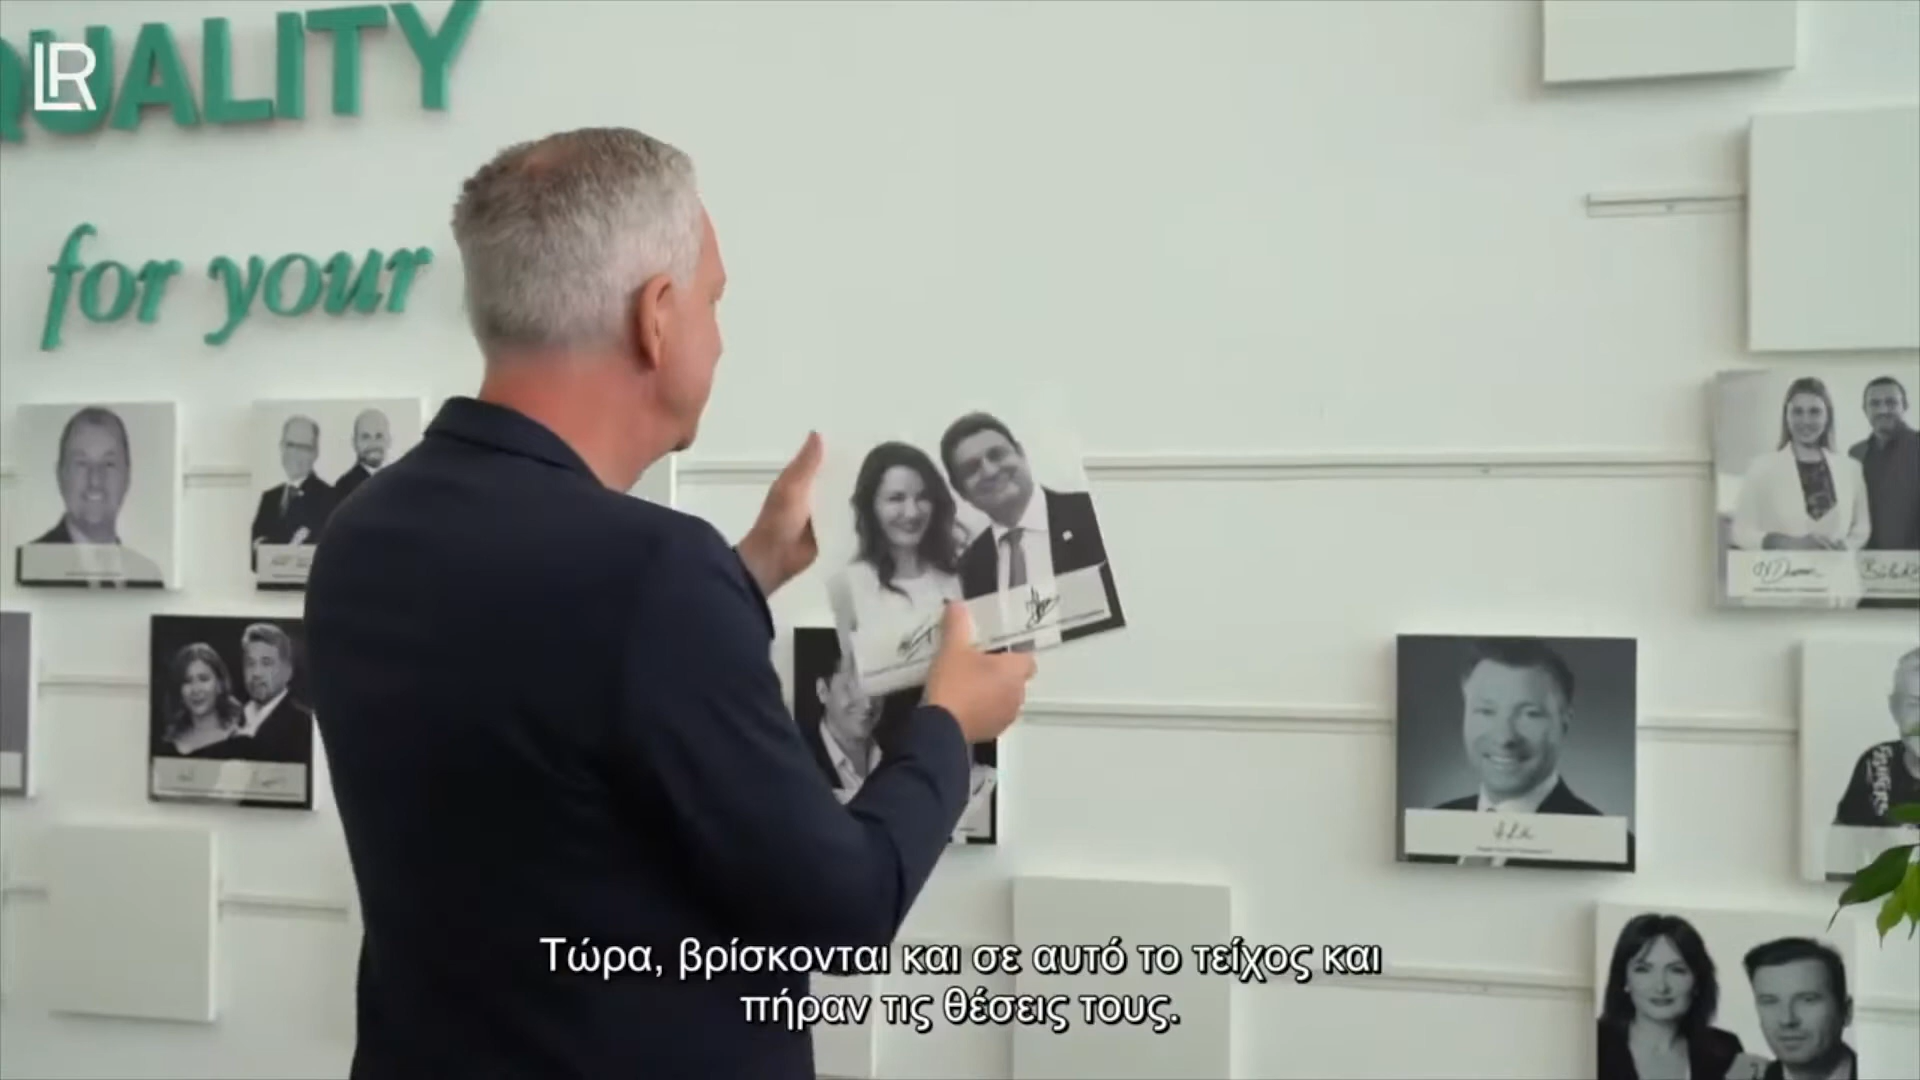 LR
QUALITY
for your
Τώρα, βρίσκονται και σε αυτό το τείχος και
πήραν τις θέσεις τους.